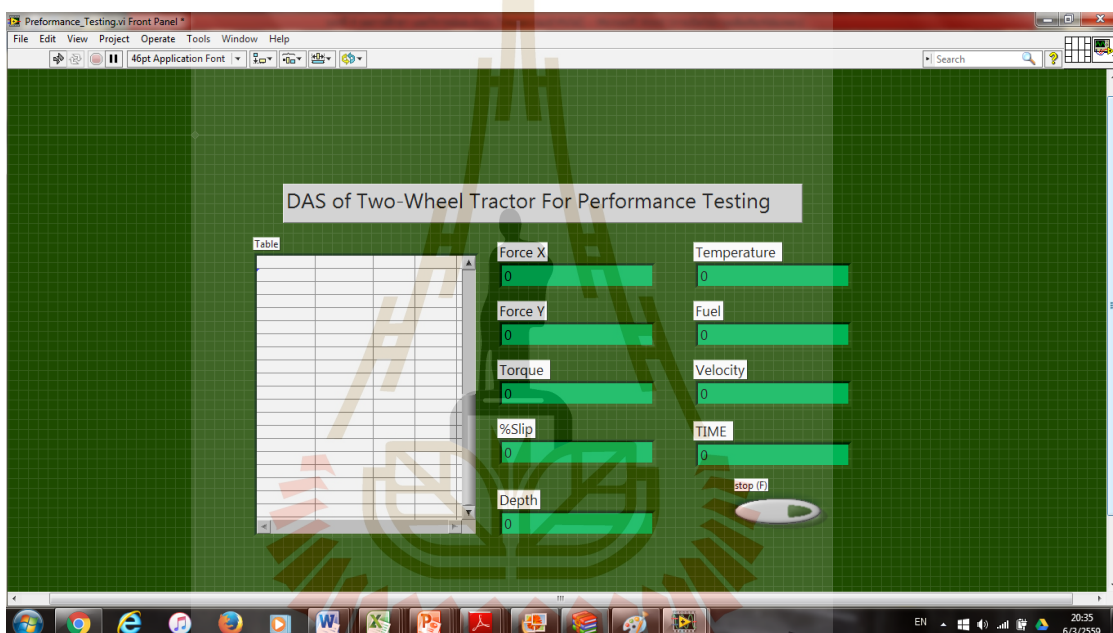 Preformance_Testing.vi Front Panel *
File Edit View Project Operate Tools Window Help
46pt Application Font
Search
DAS of Two-Wheel Tractor For Performance Testing
Table
Force X
0
Temperature
0
Force Y
0
Fuel
0
Torque
0
Velocity
0
%Slip
0
TIME
0
stop (F)
Depth
0
EN
20:35
6/3/2559